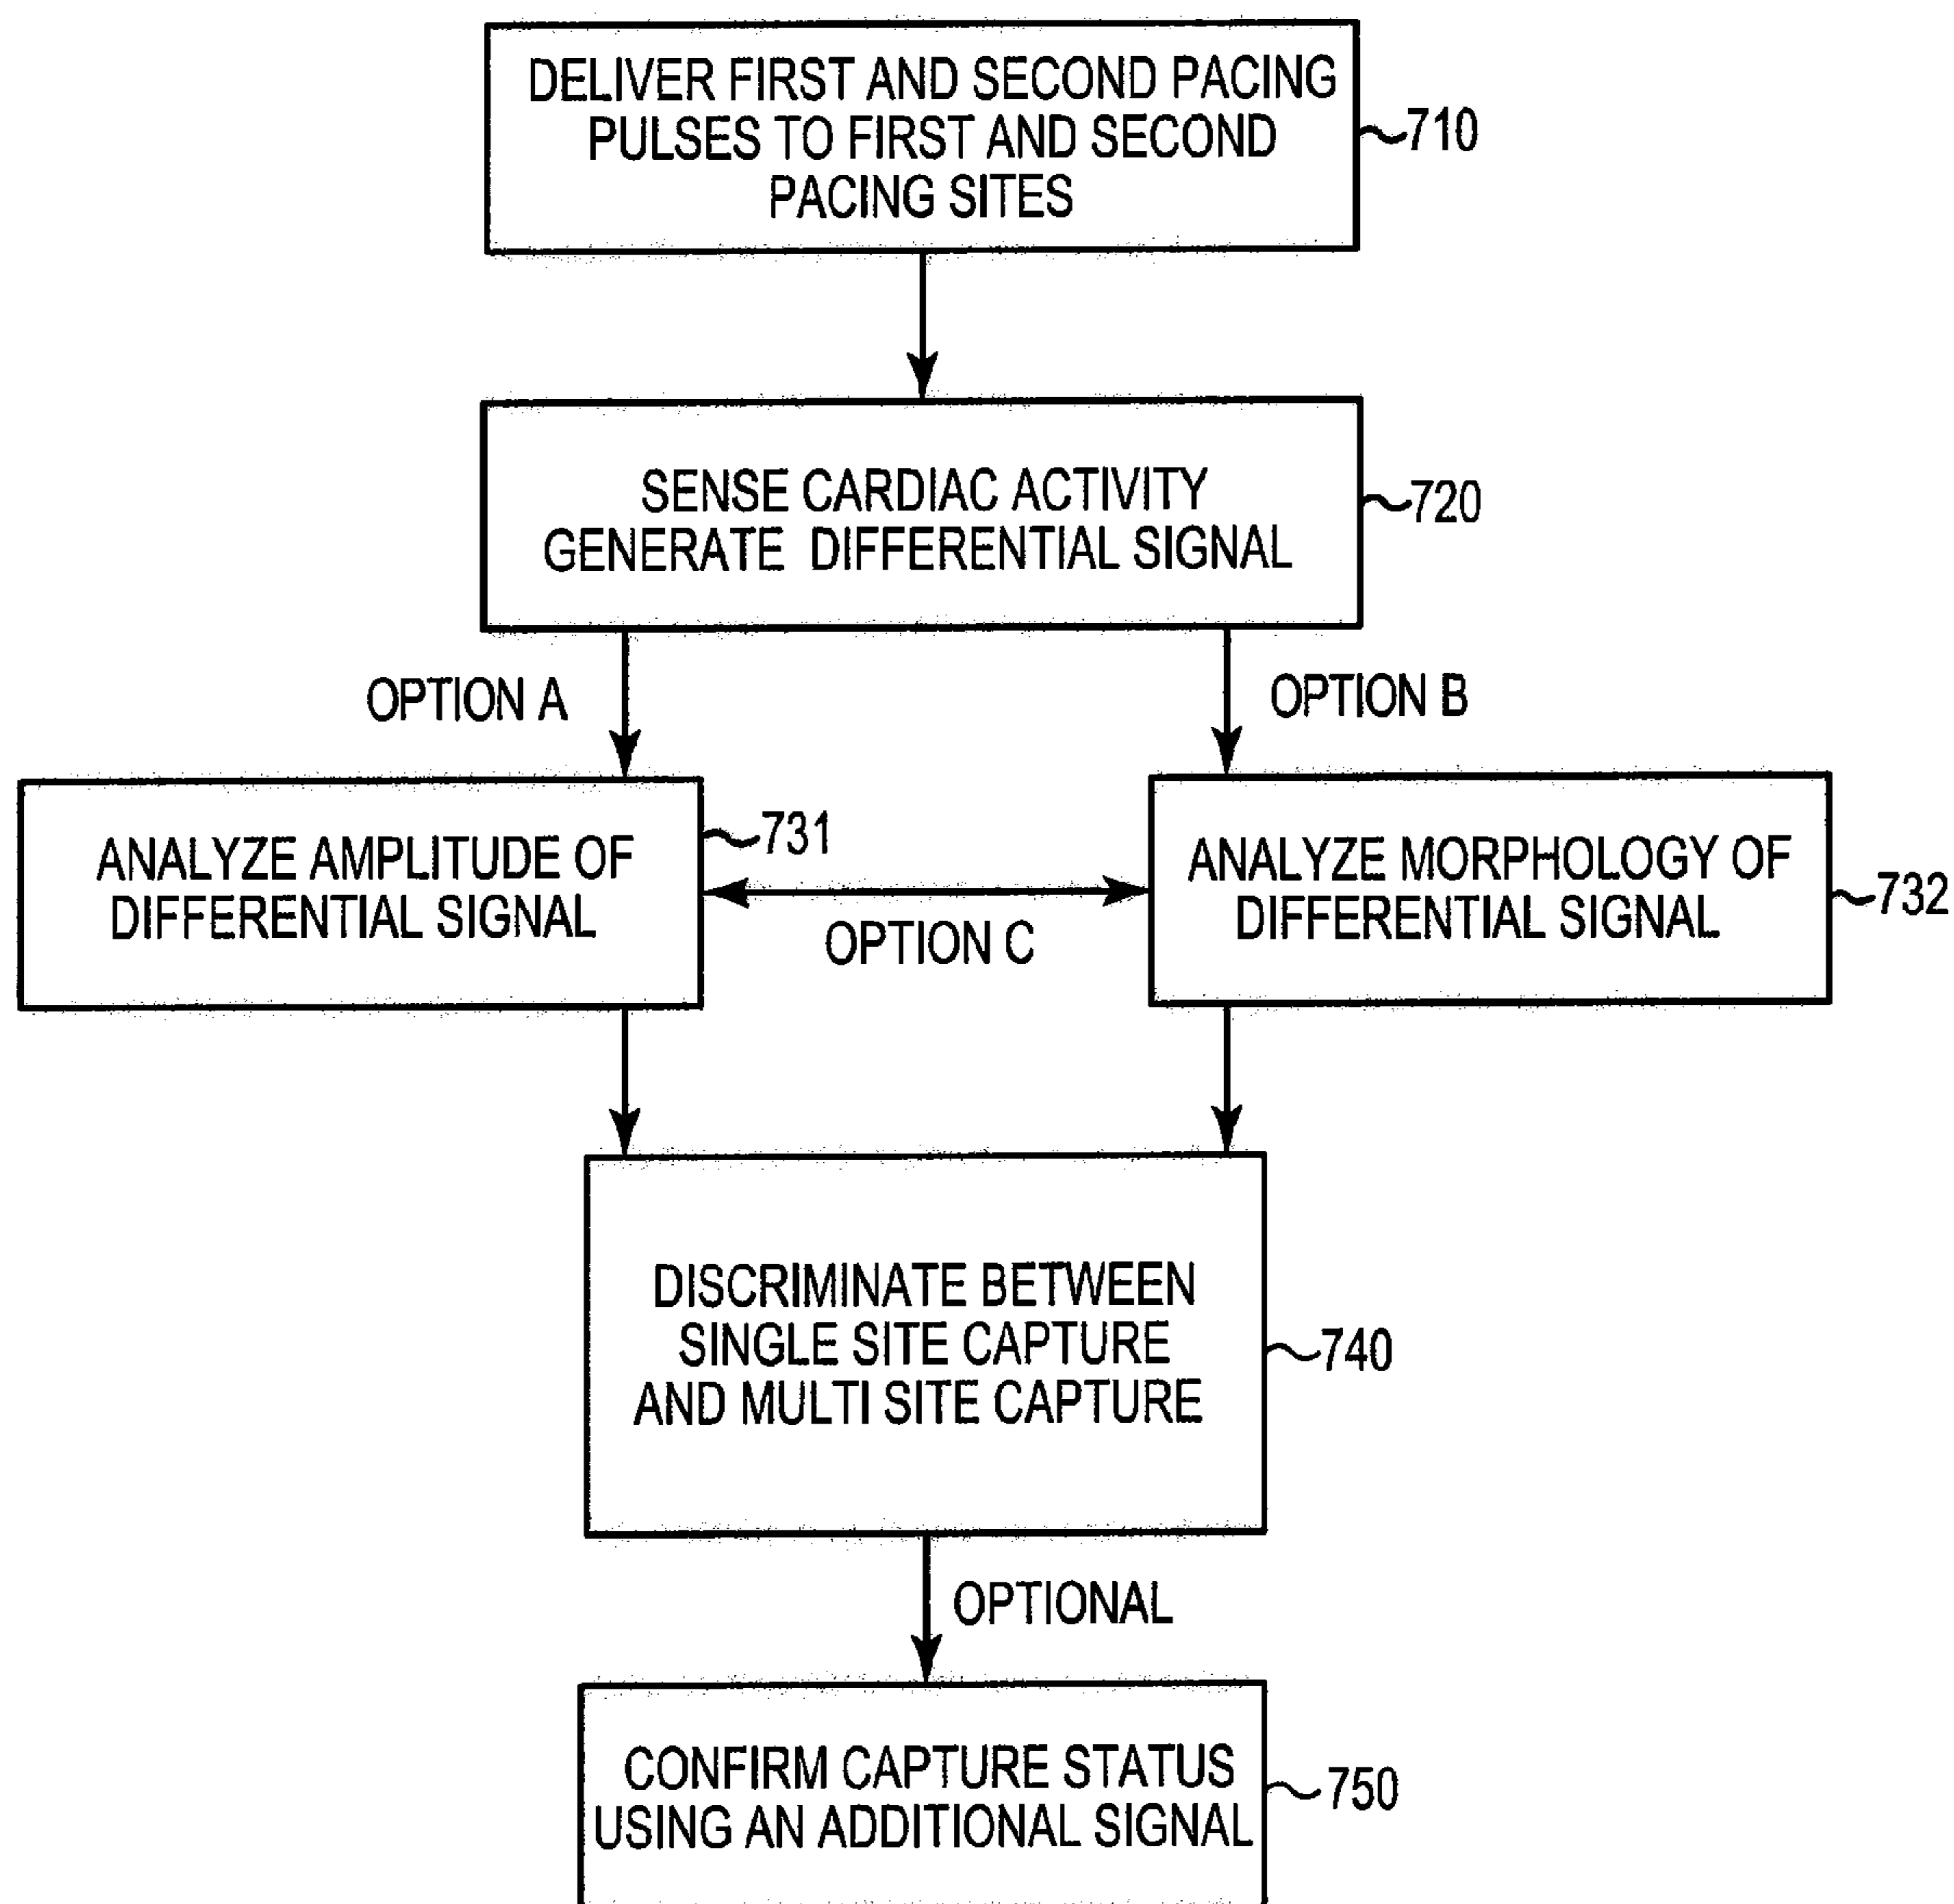 DELIVER FIRST AND SECOND PACING
PULSES TO FIRST AND SECOND
PACING SITES
710
SENSE CARDIAC ACTIVITY
GENERATE DIFFERENTIAL SIGNAL
720
OPTION A
OPTION B
ANALYZE AMPLITUDE OF
DIFFERENTIAL SIGNAL
731
OPTION C
ANALYZE MORPHOLOGY OF
DIFFERENTIAL SIGNAL
732
DISCRIMINATE BETWEEN
SINGLE SITE CAPTURE
AND MULTI SITE CAPTURE
740
OPTIONAL
CONFIRM CAPTURE STATUS
USING AN ADDITIONAL SIGNAL
750